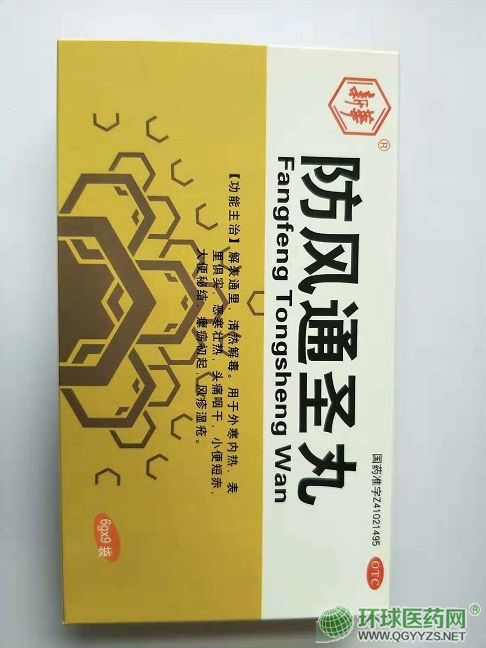 新华
®
防风通圣丸
Fangfeng Tongsheng Wan
【功能主治】解表通里，清热解毒。用于外寒内热，表
里俱实，恶寒壮热，头痛咽干，小便短赤，
大便秘结，瘰疬初起，风疹湿疮。
国药准字Z41021495
OTC
6g×9袋
环球医药网®
WWW.QGYYZS.NET